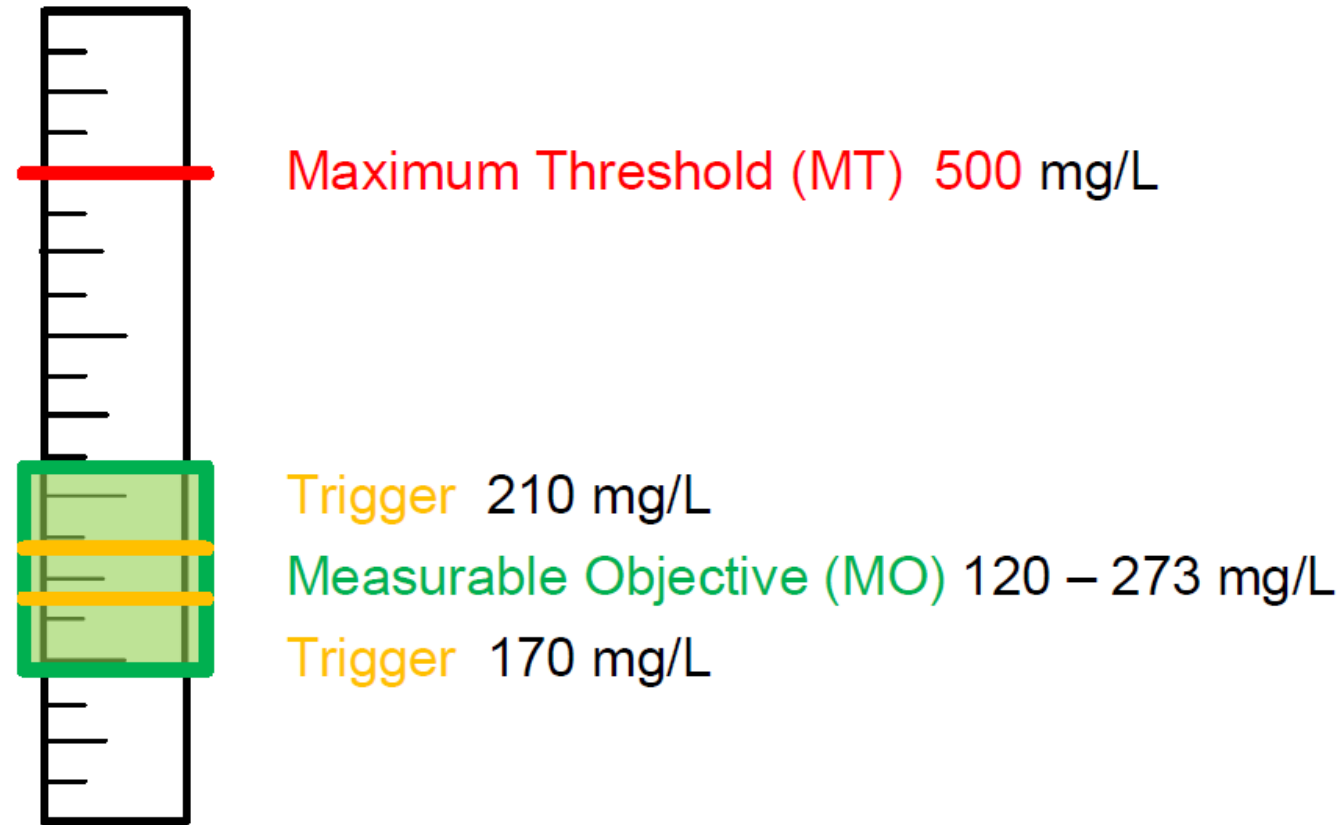 Maximum Threshold (MT) 500 mg/L
Trigger 210 mg/L
Measurable Objective (MO) 120 – 273 mg/L
Trigger 170 mg/L